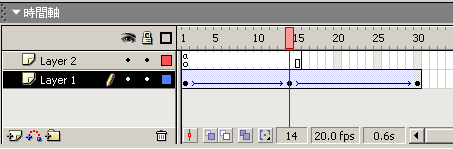 時間軸
1 5 10 15 20 25 30
Layer 2
a
Layer 1
14 20.0 fps 0.6s